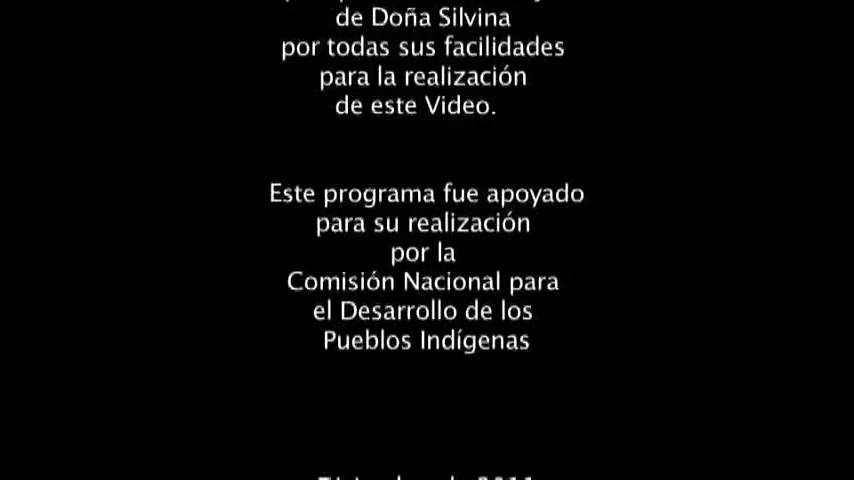 de Doña Silvina
por todas sus facilidades
para la realización
de este Video.
Este programa fue apoyado
para su realización
por la
Comisión Nacional para
el Desarrollo de los
Pueblos Indígenas